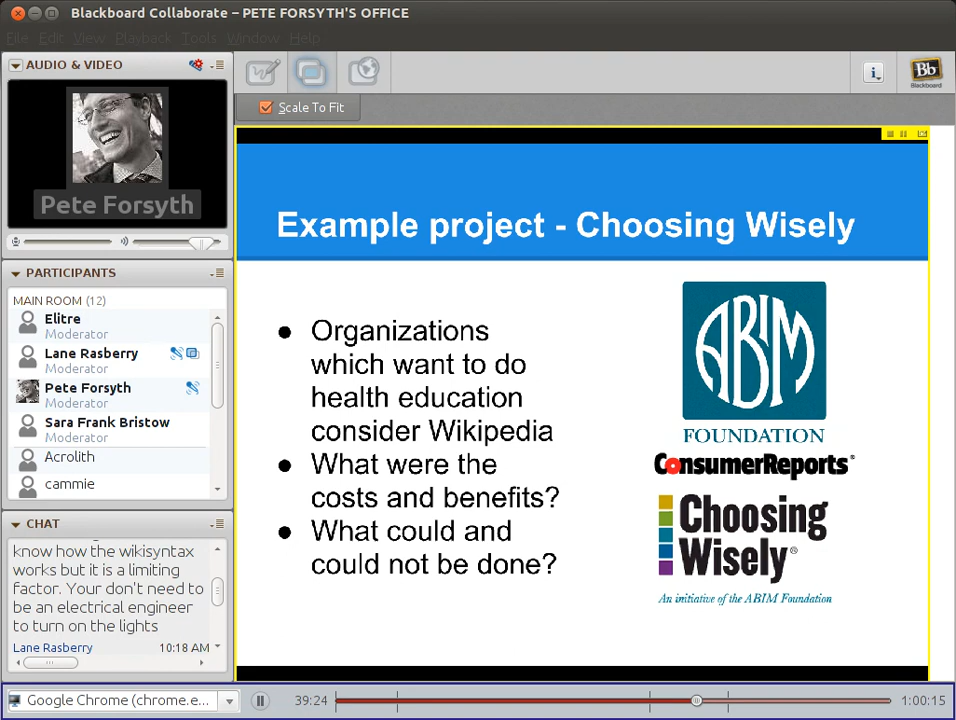 Blackboard Collaborate – PETE FORSYTH'S OFFICE
File Edit View Playback Tools Window Help
AUDIO & VIDEO
Pete Forsyth
PARTICIPANTS
MAIN ROOM (12)
Elitre
Moderator
Lane Rasberry
Moderator
Pete Forsyth
Moderator
Sara Frank Bristow
Moderator
Acrolith
cammie
CHAT
know how the wikisyntax
works but it is a limiting
factor. Your don't need to
be an electrical engineer
to turn on the lights
Lane Rasberry 10:18 AM
Scale To Fit
i
Bb
Blackboard
Example project - Choosing Wisely
● Organizations
which want to do
health education
consider Wikipedia
● What were the
costs and benefits?
● What could and
could not be done?
ABIM
FOUNDATION
ConsumerReports®
Choosing
Wisely®
An initiative of the ABIM Foundation
Google Chrome (chrome.e... 39:24 1:00:15